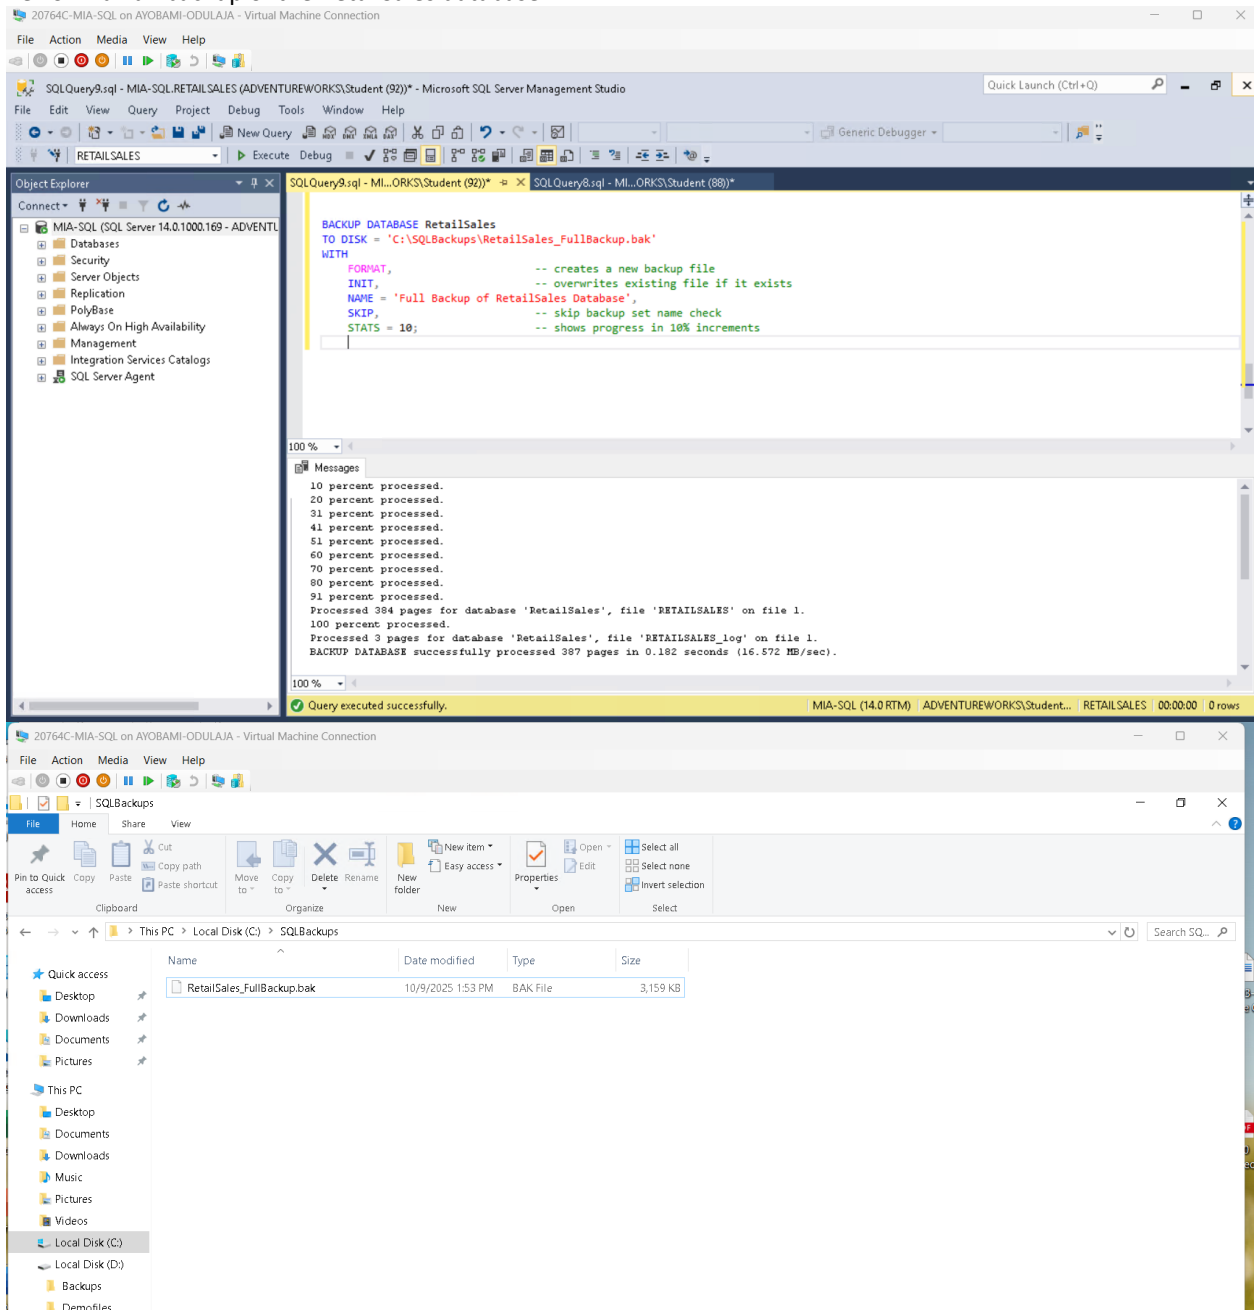 20764C-MIA-SQL on AYOBAMI-ODULAJA - Virtual Machine Connection
File Action Media View Help
SQLQuery9.sql - MIA-SQL.RETAILSALES (ADVENTUREWORKS\Student (92))* - Microsoft SQL Server Management Studio
Quick Launch (Ctrl+Q)
File Edit View Query Project Debug Tools Window Help
New Query
MDX DMX XMLA DAX
Generic Debugger
RETAILSALES
Execute Debug
Object Explorer
SQLQuery9.sql - MI...ORKS\Student (92))*
SQLQuery8.sql - MI...ORKS\Student (88))*
Connect
MIA-SQL (SQL Server 14.0.1000.169 - ADVENTU
Databases
Security
Server Objects
Replication
PolyBase
Always On High Availability
Management
Integration Services Catalogs
SQL Server Agent
BACKUP DATABASE RetailSales
TO DISK = 'C:\SQLBackups\RetailSales_FullBackup.bak'
WITH
FORMAT, -- creates a new backup file
INIT, -- overwrites existing file if it exists
NAME = 'Full Backup of RetailSales Database',
SKIP, -- skip backup set name check
STATS = 10; -- shows progress in 10% increments
100 %
Messages
10 percent processed.
20 percent processed.
31 percent processed.
41 percent processed.
51 percent processed.
60 percent processed.
70 percent processed.
80 percent processed.
91 percent processed.
Processed 384 pages for database 'RetailSales', file 'RETAILSALES' on file 1.
100 percent processed.
Processed 3 pages for database 'RetailSales', file 'RETAILSALES_log' on file 1.
BACKUP DATABASE successfully processed 387 pages in 0.182 seconds (16.572 MB/sec).
100 %
Query executed successfully.
MIA-SQL (14.0 RTM) ADVENTUREWORKS\Student... RETAILSALES 00:00:00 0 rows
20764C-MIA-SQL on AYOBAMI-ODULAJA - Virtual Machine Connection
File Action Media View Help
SQLBackups
File Home Share View
Pin to Quick access
Copy
Paste
Cut
Copy path
Paste shortcut
Clipboard
Move to
Copy to
Delete
Rename
Organize
New folder
New item
Easy access
New
Properties
Open
Edit
Open
Select all
Select none
Invert selection
Select
This PC > Local Disk (C:) > SQLBackups
Search SQ...
Name Date modified Type Size
RetailSales_FullBackup.bak 10/9/2025 1:53 PM BAK File 3,159 KB
Quick access
Desktop
Downloads
Documents
Pictures
This PC
Desktop
Documents
Downloads
Music
Pictures
Videos
Local Disk (C:)
Local Disk (D:)
Backups
Demofiles